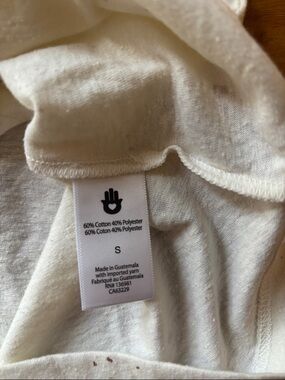 60% Cotton 40% Polyester
60% Coton 40% Polyester
S
Made in Guatemala
with imported yarn
Fabriqué au Guatemala
RN# 136981
CA63229